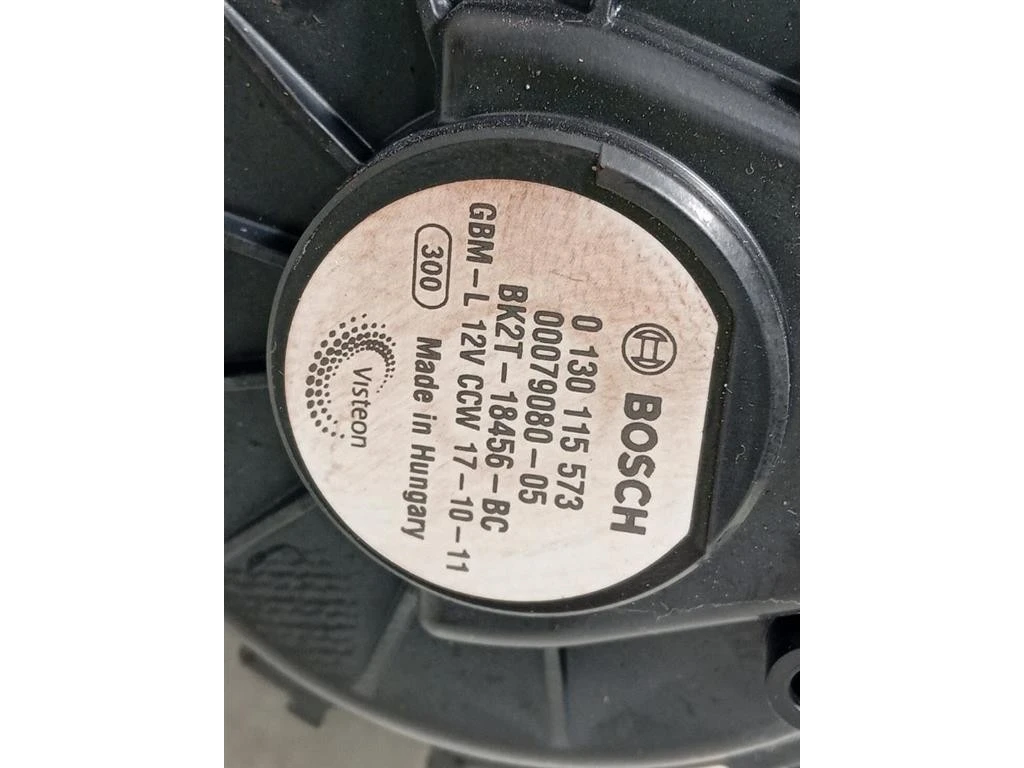 BOSCH
0 130 115 573
00079080-05
BK2T-18456-BC
GBM-L 12V CCW 17-10-11
300 Made in Hungary
Visteon